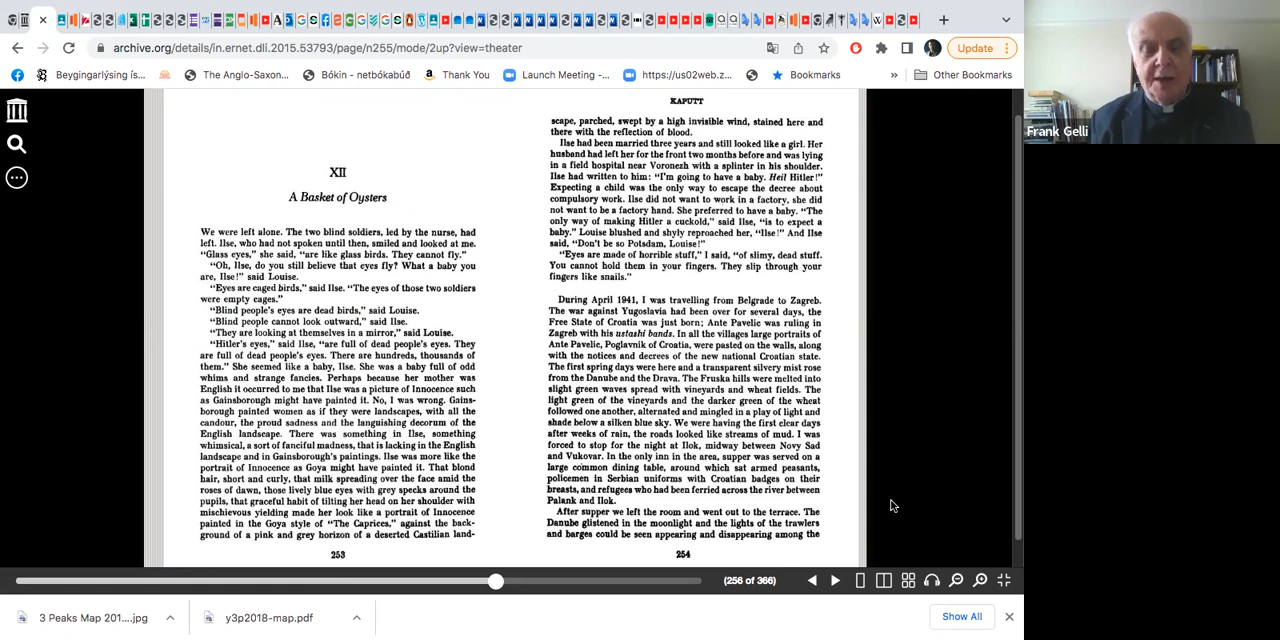 archive.org/details/in.ernet.dli.2015.53793/page/n255/mode/2up?view=theater
Update
Beygingarlýsing ís...
The Anglo-Saxon...
Bókin - netbókabúð
Thank You
Launch Meeting -...
https://us02web.z...
Bookmarks
»
Other Bookmarks
Frank Gelli
XII
A Basket of Oysters
We were left alone. The two blind soldiers, led by the nurse, had
left. Ilse, who had not spoken until then, smiled and looked at me.
"Glass eyes," she said, "are like glass birds. They cannot fly."
"Oh, Ilse, do you still believe that eyes fly? What a baby you
are, Ilse!" said Louise.
"Eyes are caged birds," said Ilse. "The eyes of those two soldiers
were empty cages."
"Blind people's eyes are dead birds," said Louise.
"Blind people cannot look outward," said Ilse.
"They are looking at themselves in a mirror," said Louise.
"Hitler's eyes," said Ilse, "are full of dead people's eyes. They
are full of dead people's eyes. There are hundreds, thousands of
them." She seemed like a baby, Ilse. She was a baby full of odd
whims and strange fancies. Perhaps because her mother was
English it occurred to me that Ilse was a picture of Innocence such
as Gainsborough might have painted it. No, I was wrong. Gains-
borough painted women as if they were landscapes, with all the
candour, the proud sadness and the languishing decorum of the
English landscape. There was something in Ilse, something
whimsical, a sort of fanciful madness, that is lacking in the English
landscape and in Gainsborough's paintings. Ilse was more like the
portrait of Innocence as Goya might have painted it. That blond
hair, short and curly, that milk spreading over the face amid the
roses of dawn, those lively blue eyes with grey specks around the
pupils, that graceful habit of tilting her head on her shoulder with
mischievous yielding made her look like a portrait of Innocence
painted in the Goya style of "The Caprices," against the back-
ground of a pink and grey horizon of a deserted Castilian land-
253
KAPUTT
scape, parched, swept by a high invisible wind, stained here and
there with the reflection of blood.
Ilse had been married three years and still looked like a girl. Her
husband had left her for the front two months before and was lying
in a field hospital near Voronezh with a splinter in his shoulder.
Ilse had written to him: "I'm going to have a baby. Heil Hitler!"
Expecting a child was the only way to escape the decree about
compulsory work. Ilse did not want to work in a factory, she did
not want to be a factory hand. She preferred to have a baby. "The
only way of making Hitler a cuckold," said Ilse, "is to expect a
baby." Louise blushed and shyly reproached her, "Ilse!" And Ilse
said, "Don't be so Potsdam, Louise!"
"Eyes are made of horrible stuff," I said, "of slimy, dead stuff.
You cannot hold them in your fingers. They slip through your
fingers like snails."
During April 1941, I was travelling from Belgrade to Zagreb.
The war against Yugoslavia had been over for several days, the
Free State of Croatia was just born; Ante Pavelic was ruling in
Zagreb with his ustashi bands. In all the villages large portraits of
Ante Pavelic, Poglavnik of Croatia, were pasted on the walls, along
with the notices and decrees of the new national Croatian state.
The first spring days were here and a transparent silvery mist rose
from the Danube and the Drava. The Fruska hills were melted into
slight green waves spread with vineyards and wheat fields. The
light green of the vineyards and the darker green of the wheat
followed one another, alternated and mingled in a play of light and
shade below a silken blue sky. We were having the first clear days
after weeks of rain, the roads looked like streams of mud. I was
forced to stop for the night at Ilok, midway between Novy Sad
and Vukovar. In the only inn in the area, supper was served on a
large common dining table, around which sat armed peasants,
policemen in Serbian uniforms with Croatian badges on their
breasts, and refugees who had been ferried across the river between
Palank and Ilok.
After supper we left the room and went out to the terrace. The
Danube glistened in the moonlight and the lights of the trawlers
and barges could be seen appearing and disappearing among the
254
(256 of 366)
3 Peaks Map 201....jpg
y3p2018-map.pdf
Show All